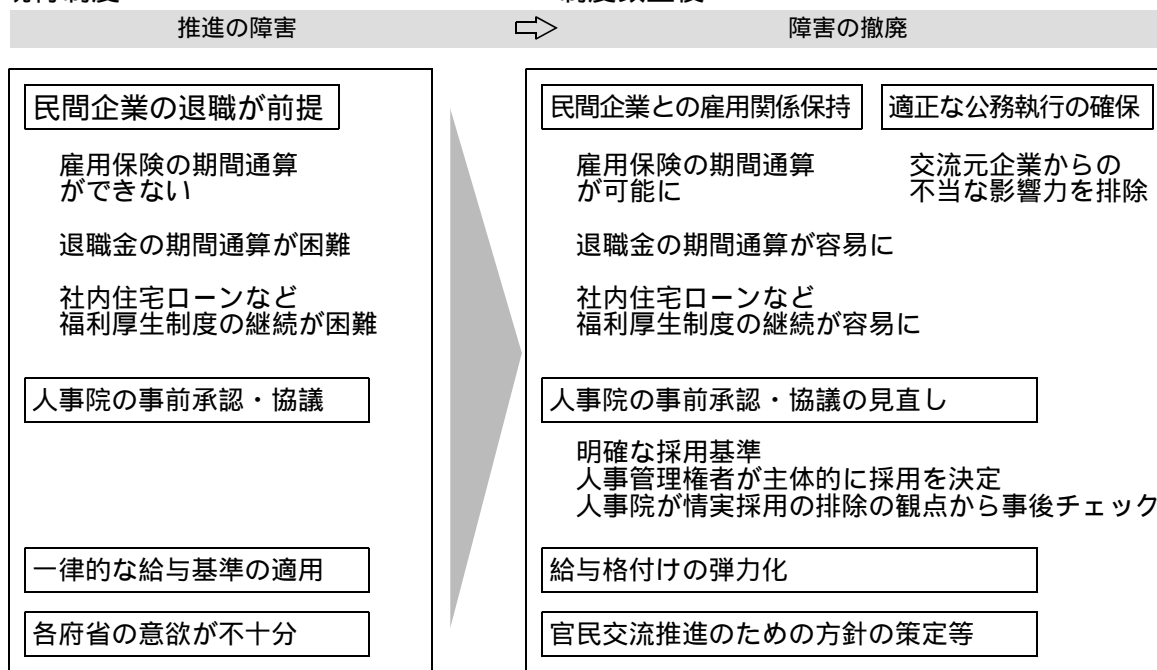 推進の障害
障害の撤廃
民間企業の退職が前提
雇用保険の期間通算
ができない
退職金の期間通算が困難
社内住宅ローンなど
福利厚生制度の継続が困難
人事院の事前承認・協議
一律的な給与基準の適用
各府省の意欲が不十分
民間企業との雇用関係保持
適正な公務執行の確保
雇用保険の期間通算
が可能に
交流元企業からの
不当な影響力を排除
退職金の期間通算が容易に
社内住宅ローンなど
福利厚生制度の継続が容易に
人事院の事前承認・協議の見直し
明確な採用基準
人事管理権者が主体的に採用を決定
人事院が情実採用の排除の観点から事後チェック
給与格付けの弾力化
官民交流推進のための方針の策定等